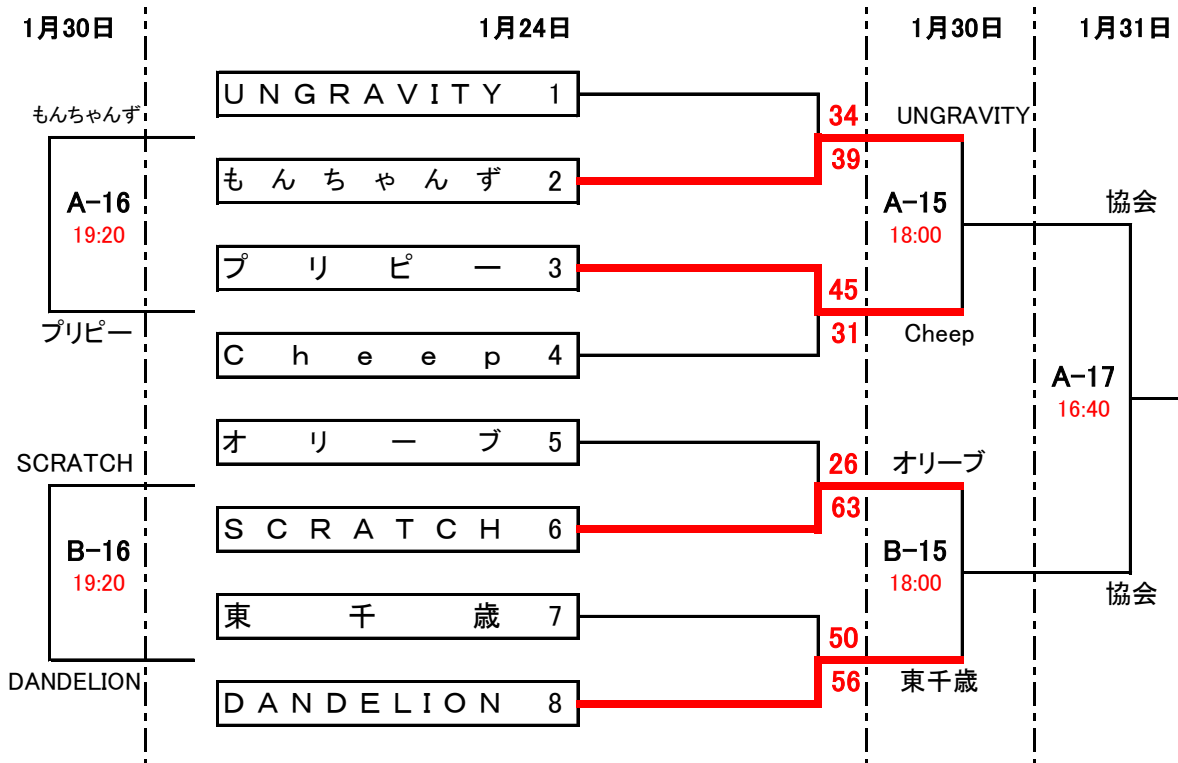 1月30日 1月24日 1月30日 1月31日
UNGRAVITY 1
もんちゃんず 34 UNGRAVITY
39
もんちゃんず 2
A-16 A-15 協会
19:20 18:00
プリピー 3
45
プリピー 31 Cheep
Cheep 4
A-17
16:40
オリーブ 5
SCRATCH 26 オリーブ
63
SCRATCH 6
B-16 B-15
19:20 18:00
協会
東千歳 7
50
DANDELION 56 東千歳
DANDELION 8